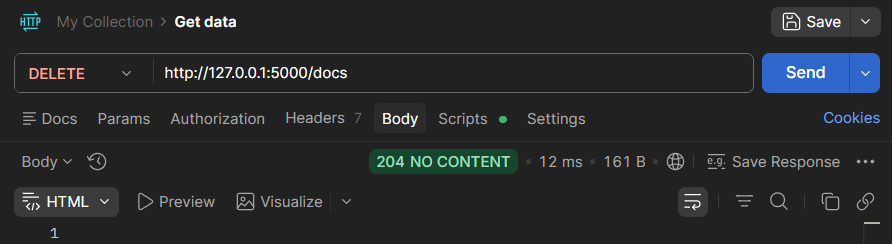 HTTP My Collection > Get data Save
DELETE http://127.0.0.1:5000/docs Send
Docs Params Authorization Headers 7 Body Scripts Settings Cookies
Body 204 NO CONTENT • 12 ms • 161 B e.g. Save Response
</> HTML Preview Visualize
1